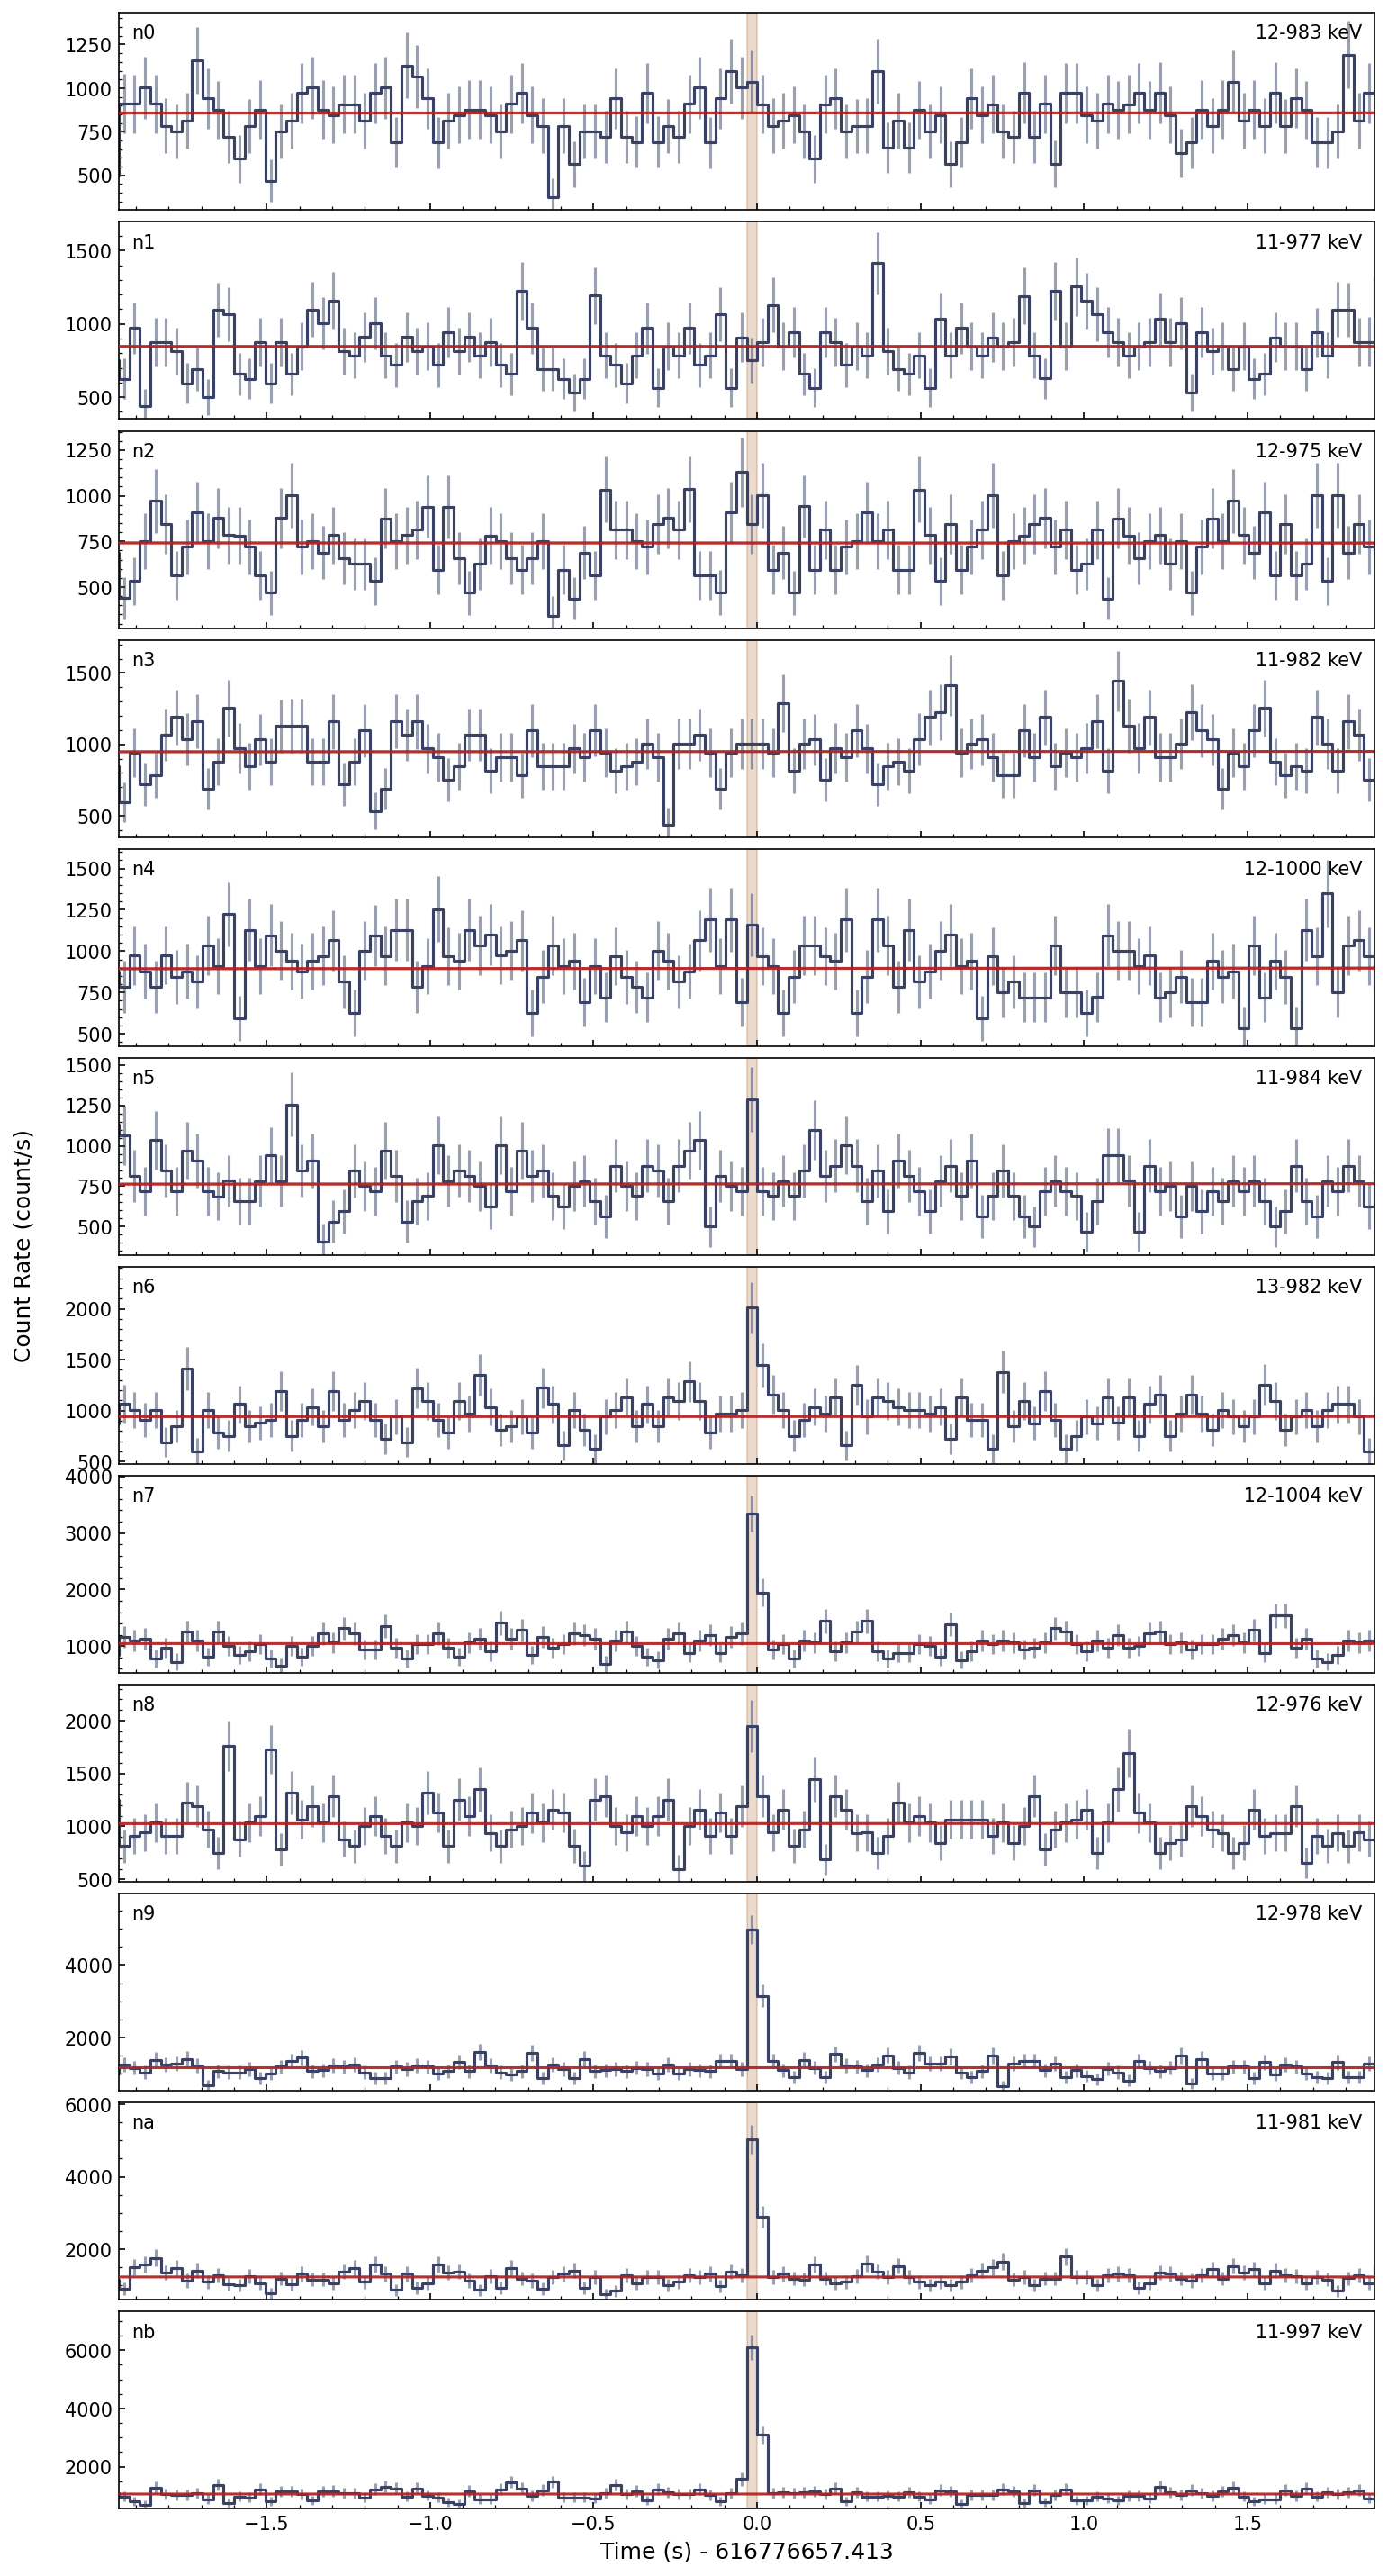 n0 12-983 keV
1250
1000
750
500
n1 11-977 keV
1500
1000
500
n2 12-975 keV
1250
1000
750
500
n3 11-982 keV
1500
1000
500
n4 12-1000 keV
1500
1250
1000
750
500
n5 11-984 keV
1500
1250
1000
750
500
n6 13-982 keV
2000
1500
1000
500
n7 12-1004 keV
4000
3000
2000
1000
n8 12-976 keV
2000
1500
1000
500
n9 12-978 keV
4000
2000
na 11-981 keV
6000
4000
2000
nb 11-997 keV
6000
4000
2000
Count Rate (count/s)
−1.5 −1.0 −0.5 0.0 0.5 1.0 1.5
Time (s) - 616776657.413